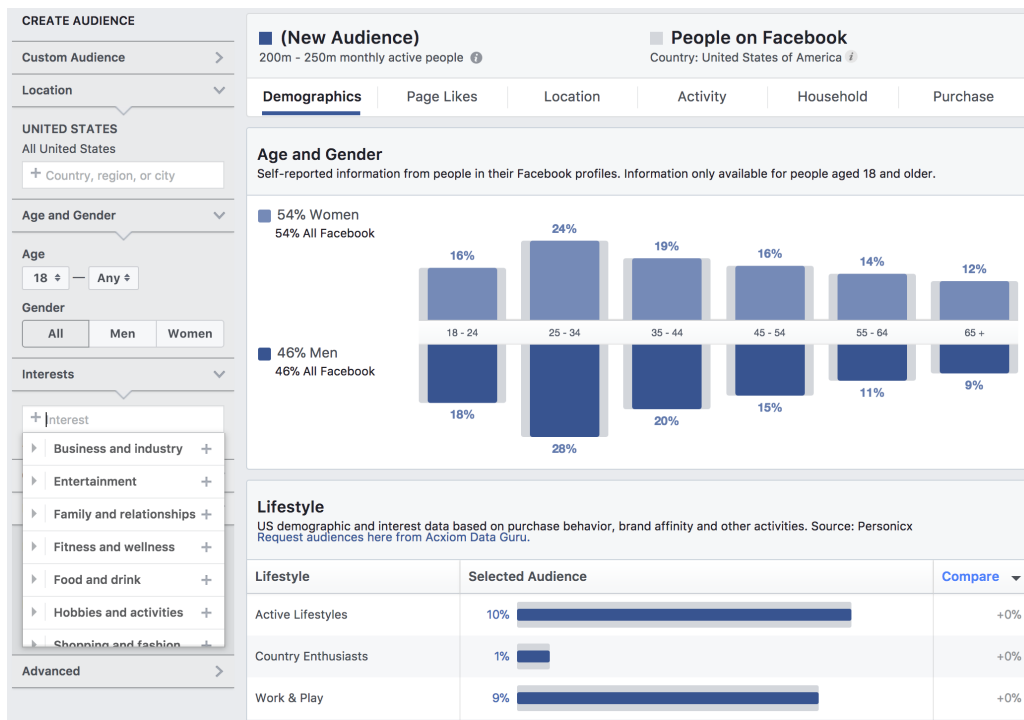 CREATE AUDIENCE
Custom Audience
Location
UNITED STATES
All United States
+ Country, region, or city
Age and Gender
Age
18 — Any
Gender
All Men Women
Interests
+ Interest
Business and industry +
Entertainment +
Family and relationships +
Fitness and wellness +
Food and drink +
Hobbies and activities +
Shopping and fashion +
Advanced
(New Audience)
200m - 250m monthly active people i
People on Facebook
Country: United States of America i
Demographics Page Likes Location Activity Household Purchase
Age and Gender
Self-reported information from people in their Facebook profiles. Information only available for people aged 18 and older.
54% Women
54% All Facebook
16% 24% 19% 16% 14% 12%
18 - 24 25 - 34 35 - 44 45 - 54 55 - 64 65 +
46% Men
46% All Facebook
18% 28% 20% 15% 11% 9%
Lifestyle
US demographic and interest data based on purchase behavior, brand affinity and other activities. Source: Personicx
Request audiences here from Acxiom Data Guru.
Lifestyle Selected Audience Compare
Active Lifestyles 10% +0%
Country Enthusiasts 1% +0%
Work & Play 9% +0%